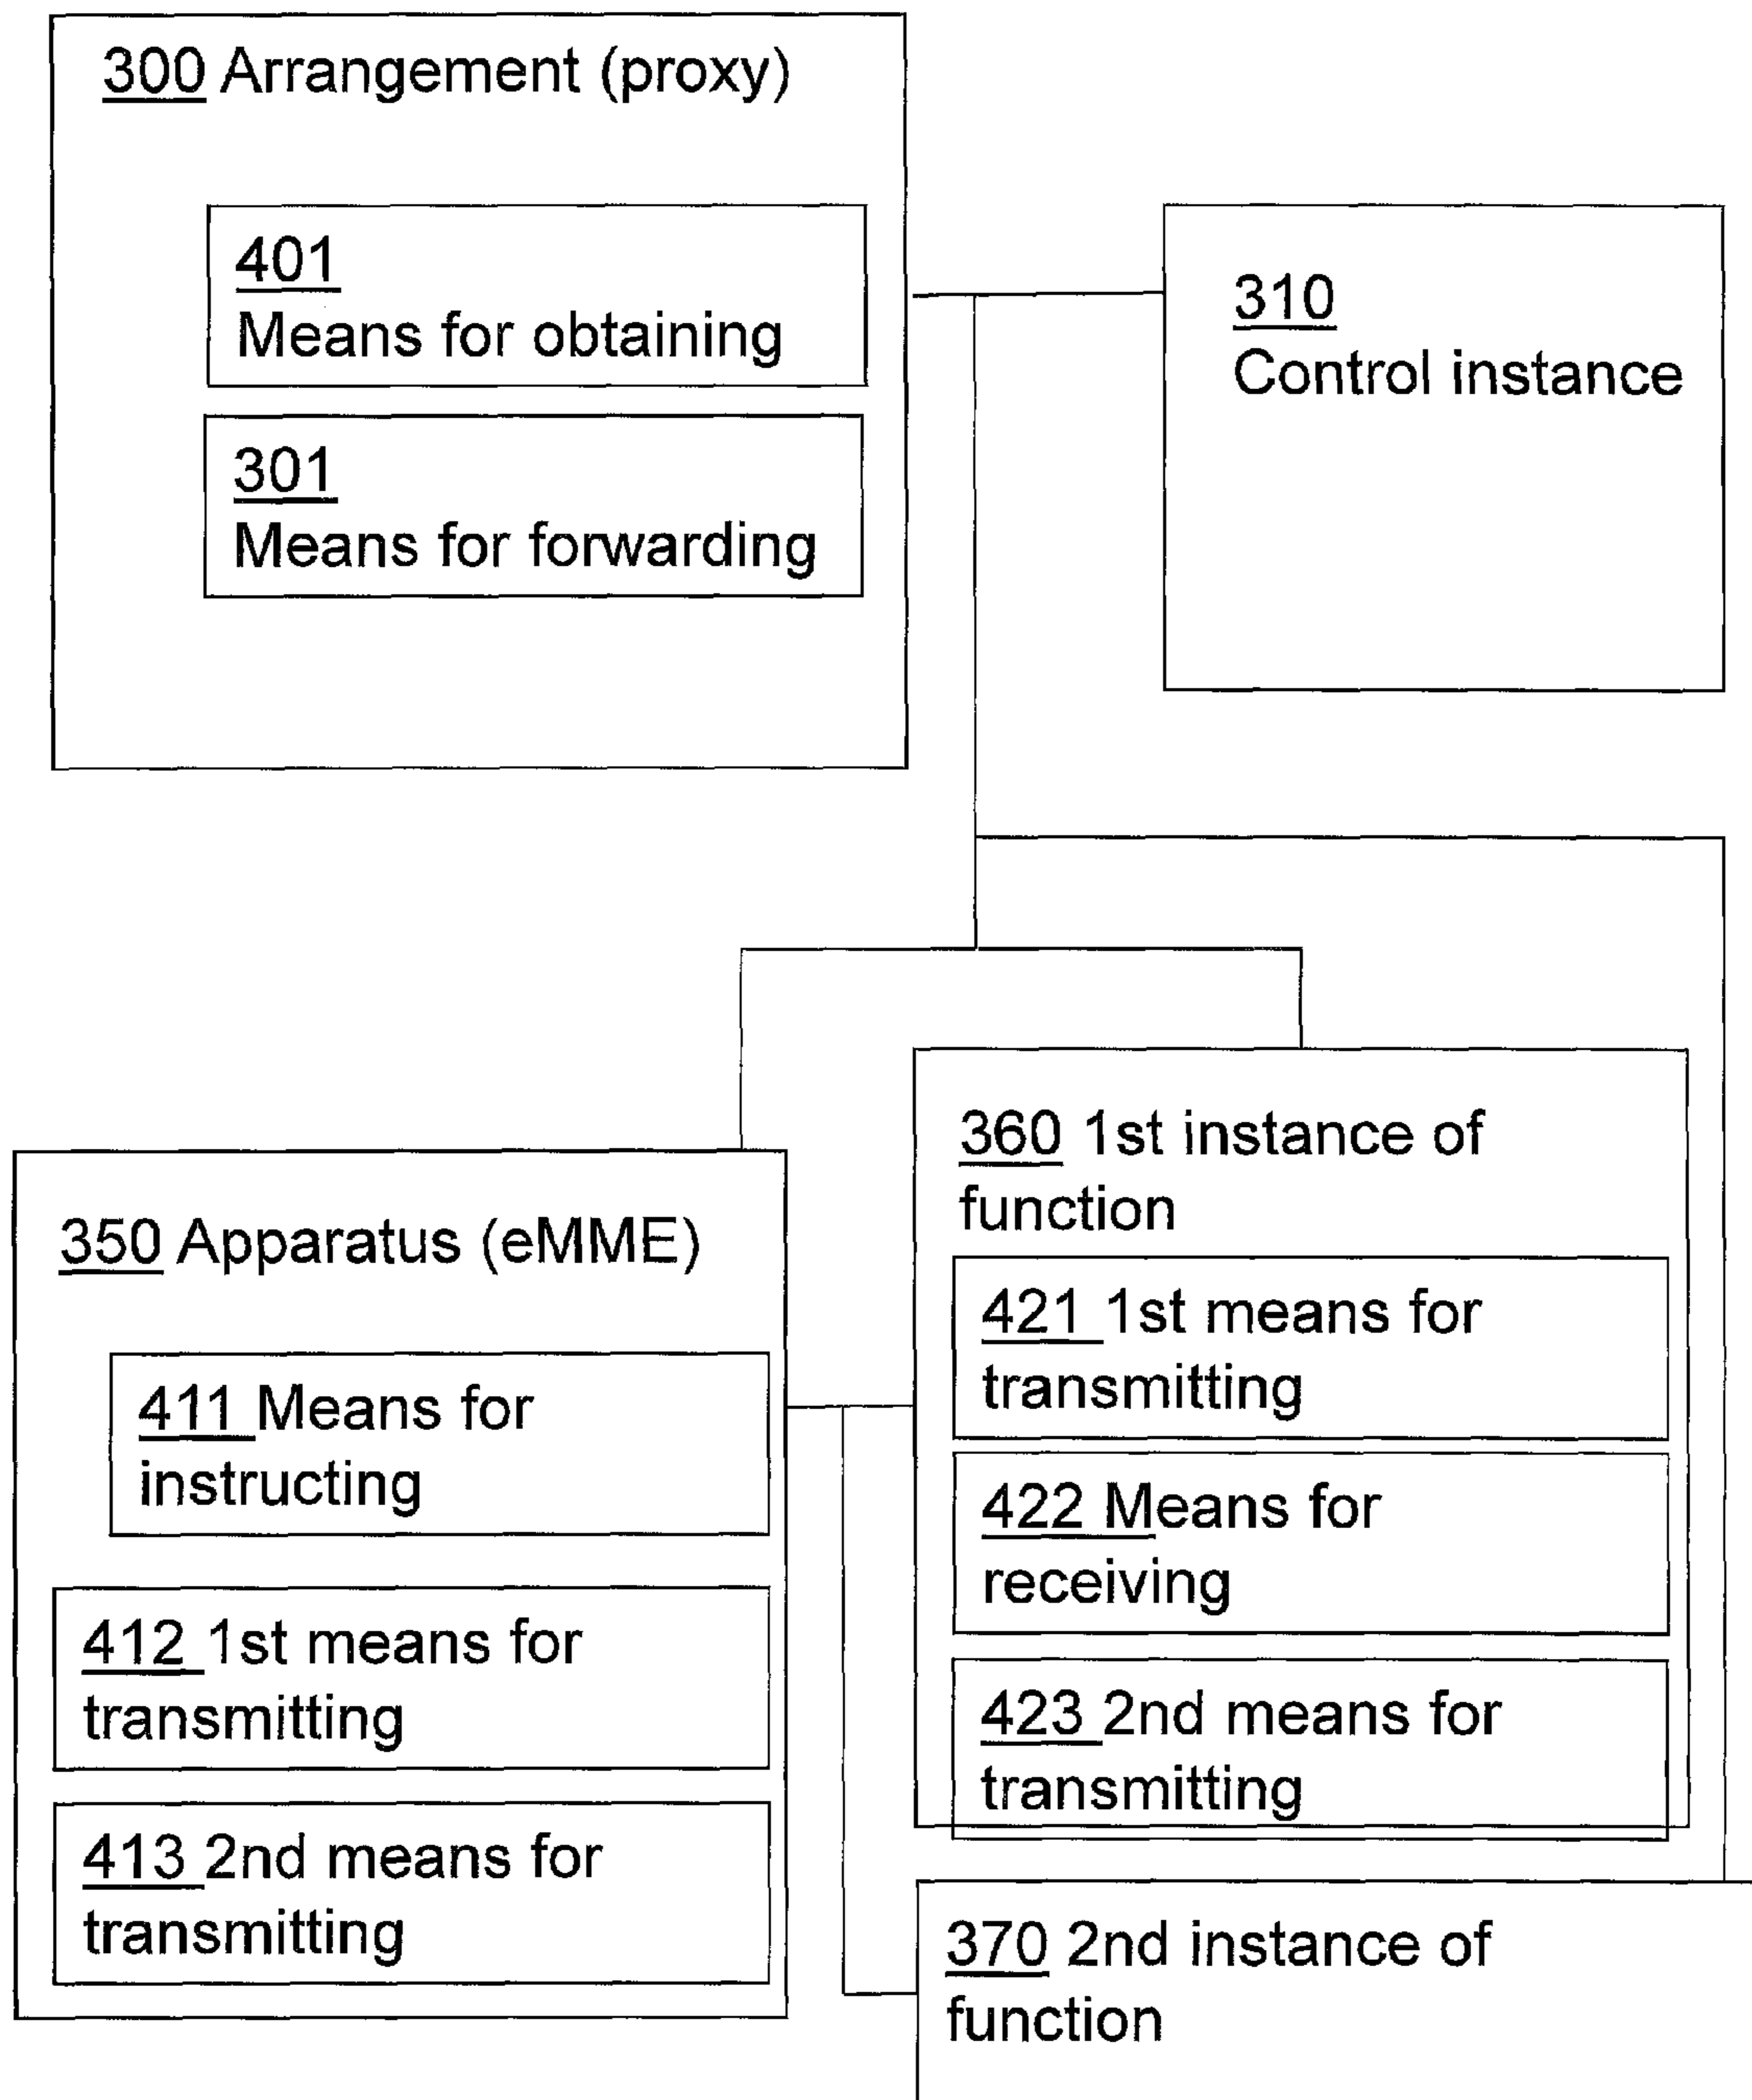 300 Arrangement (proxy)
401
Means for obtaining
301
Means for forwarding
310
Control instance
350 Apparatus (eMME)
411 Means for
instructing
412 1st means for
transmitting
413 2nd means for
transmitting
360 1st instance of
function
421 1st means for
transmitting
422 Means for
receiving
423 2nd means for
transmitting
370 2nd instance of
function